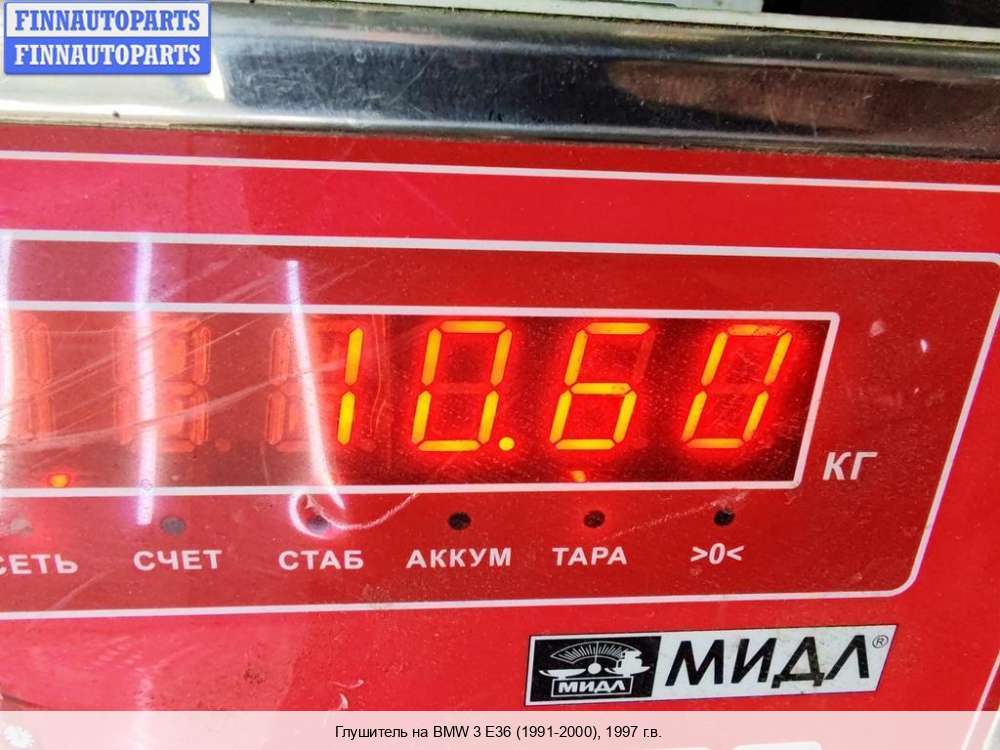 FINNAUTOPARTS
FINNAUTOPARTS
10.60
КГ
СЕТЬ СЧЕТ СТАБ АККУМ ТАРА >0<
МИДЛ МИДЛ®
Глушитель на BMW 3 E36 (1991-2000), 1997 г.в.